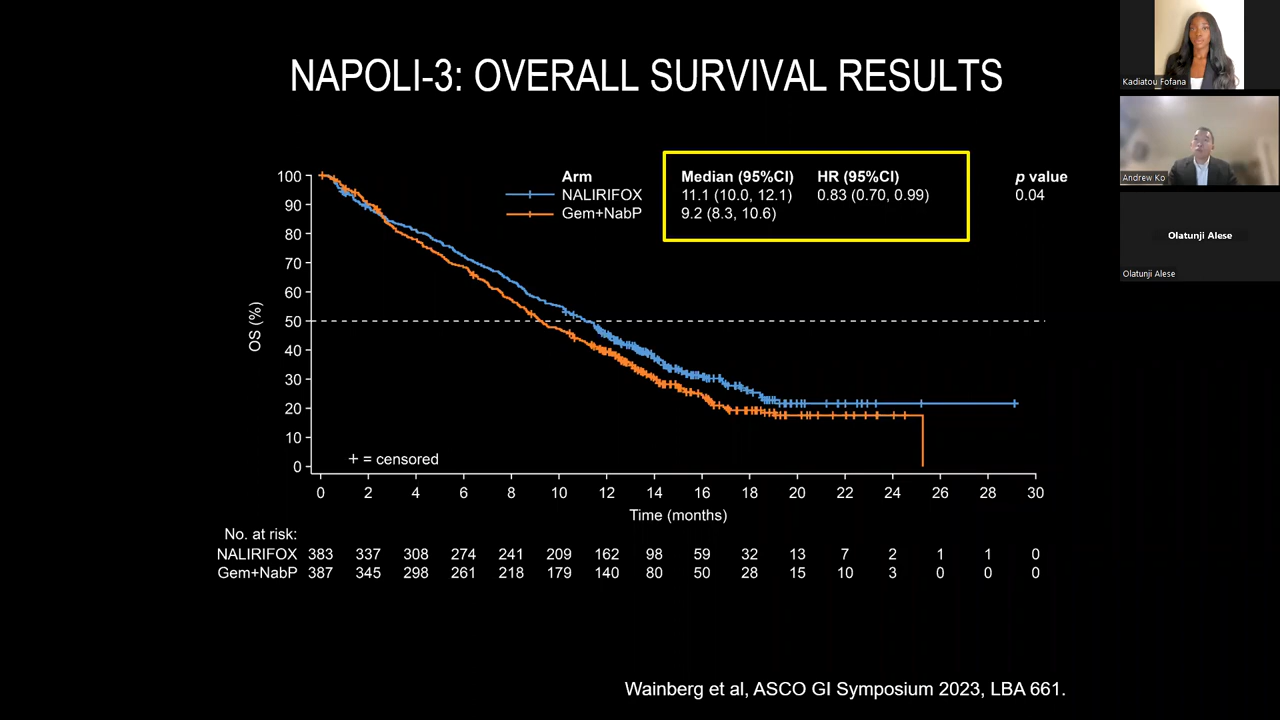 NAPOLI-3: OVERALL SURVIVAL RESULTS
Kadiatou Fofana
Andrew Ko
Olatunji Alese
Olatunji Alese
Arm Median (95%CI) HR (95%CI) p value
NALIRIFOX 11.1 (10.0, 12.1) 0.83 (0.70, 0.99) 0.04
Gem+NabP 9.2 (8.3, 10.6)
OS (%)
100
90
80
70
60
50
40
30
20
10
0
+ = censored
0 2 4 6 8 10 12 14 16 18 20 22 24 26 28 30
Time (months)
No. at risk:
NALIRIFOX 383 337 308 274 241 209 162 98 59 32 13 7 2 1 1 0
Gem+NabP 387 345 298 261 218 179 140 80 50 28 15 10 3 0 0 0
Wainberg et al, ASCO GI Symposium 2023, LBA 661.